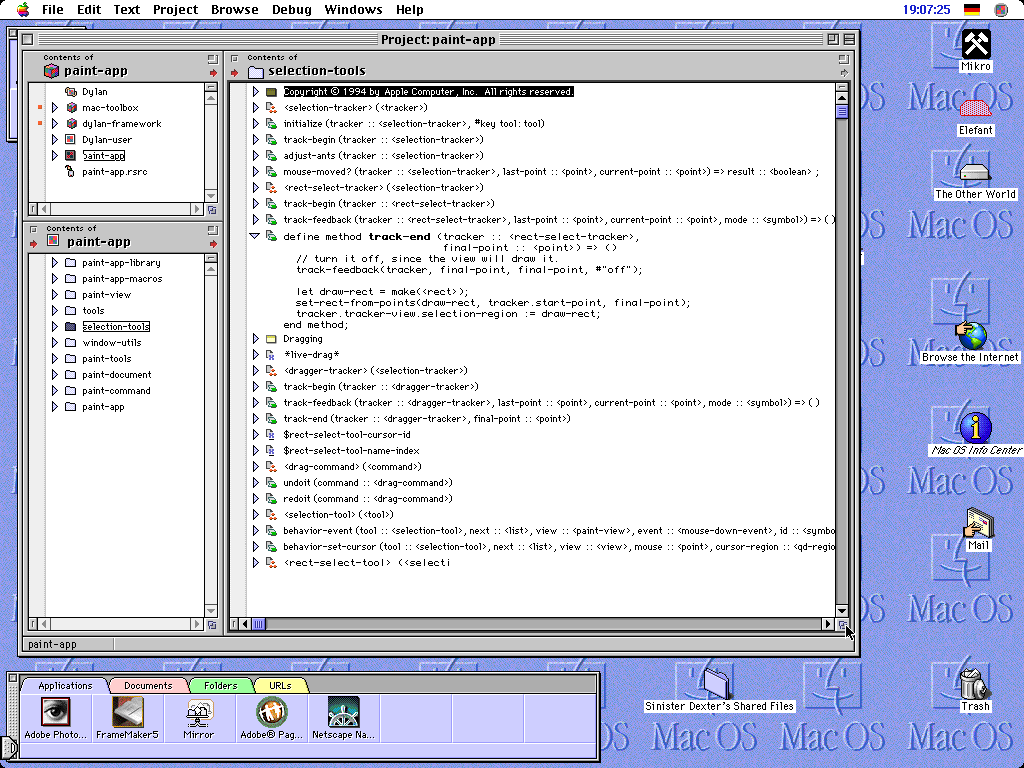 File Edit Text Project Browse Debug Windows Help 19:07:25
Project: paint-app
Contents of
paint-app
Dylan
mac-toolbox
dylan-framework
Dylan-user
paint-app
paint-app.rsrc
Contents of
paint-app
paint-app-library
paint-app-macros
paint-view
tools
selection-tools
window-utils
paint-tools
paint-document
paint-command
paint-app
Contents of
selection-tools
Copyright © 1994 by Apple Computer, Inc. All rights reserved.
<selection-tracker> (<tracker>)
initialize (tracker :: <selection-tracker>, #key tool: tool)
track-begin (tracker :: <selection-tracker>)
adjust-ants (tracker :: <selection-tracker>)
mouse-moved? (tracker :: <selection-tracker>, last-point :: <point>, current-point :: <point>) => result :: <boolean> ;
<rect-select-tracker> (<selection-tracker>)
track-begin (tracker :: <rect-select-tracker>)
track-feedback (tracker :: <rect-select-tracker>, last-point :: <point>, current-point :: <point>, mode :: <symbol>) => ()
define method track-end (tracker :: <rect-select-tracker>,
final-point :: <point>) => ()
// turn it off, since the view will draw it.
track-feedback(tracker, final-point, final-point, #"off");
let draw-rect = make(<rect>);
set-rect-from-points(draw-rect, tracker.start-point, final-point);
tracker.tracker-view.selection-region := draw-rect;
end method;
Dragging
*live-drag*
<dragger-tracker> (<selection-tracker>)
track-begin (tracker :: <dragger-tracker>)
track-feedback (tracker :: <dragger-tracker>, last-point :: <point>, current-point :: <point>, mode :: <symbol>) => ()
track-end (tracker :: <dragger-tracker>, final-point :: <point>)
$rect-select-tool-cursor-id
$rect-select-tool-name-index
<drag-command> (<command>)
undoit (command :: <drag-command>)
redoit (command :: <drag-command>)
<selection-tool> (<tool>)
behavior-event (tool :: <selection-tool>, next :: <list>, view :: <paint-view>, event :: <mouse-down-event>, id :: <symbo
behavior-set-cursor (tool :: <selection-tool>, next :: <list>, view :: <view>, mouse :: <point>, cursor-region :: <qd-regio
<rect-select-tool> (<selecti
paint-app
Mikro
Elefant
The Other World
Browse the Internet
Mac OS Info Center
Mail
Sinister Dexter's Shared Files
Trash
Applications Documents Folders URLs
Adobe Photo... FrameMaker5 Mirror Adobe® Pag... Netscape Na...
Mac OS
Mac OS
Mac OS
Mac OS
Mac OS
Mac OS
Mac OS
Mac OS